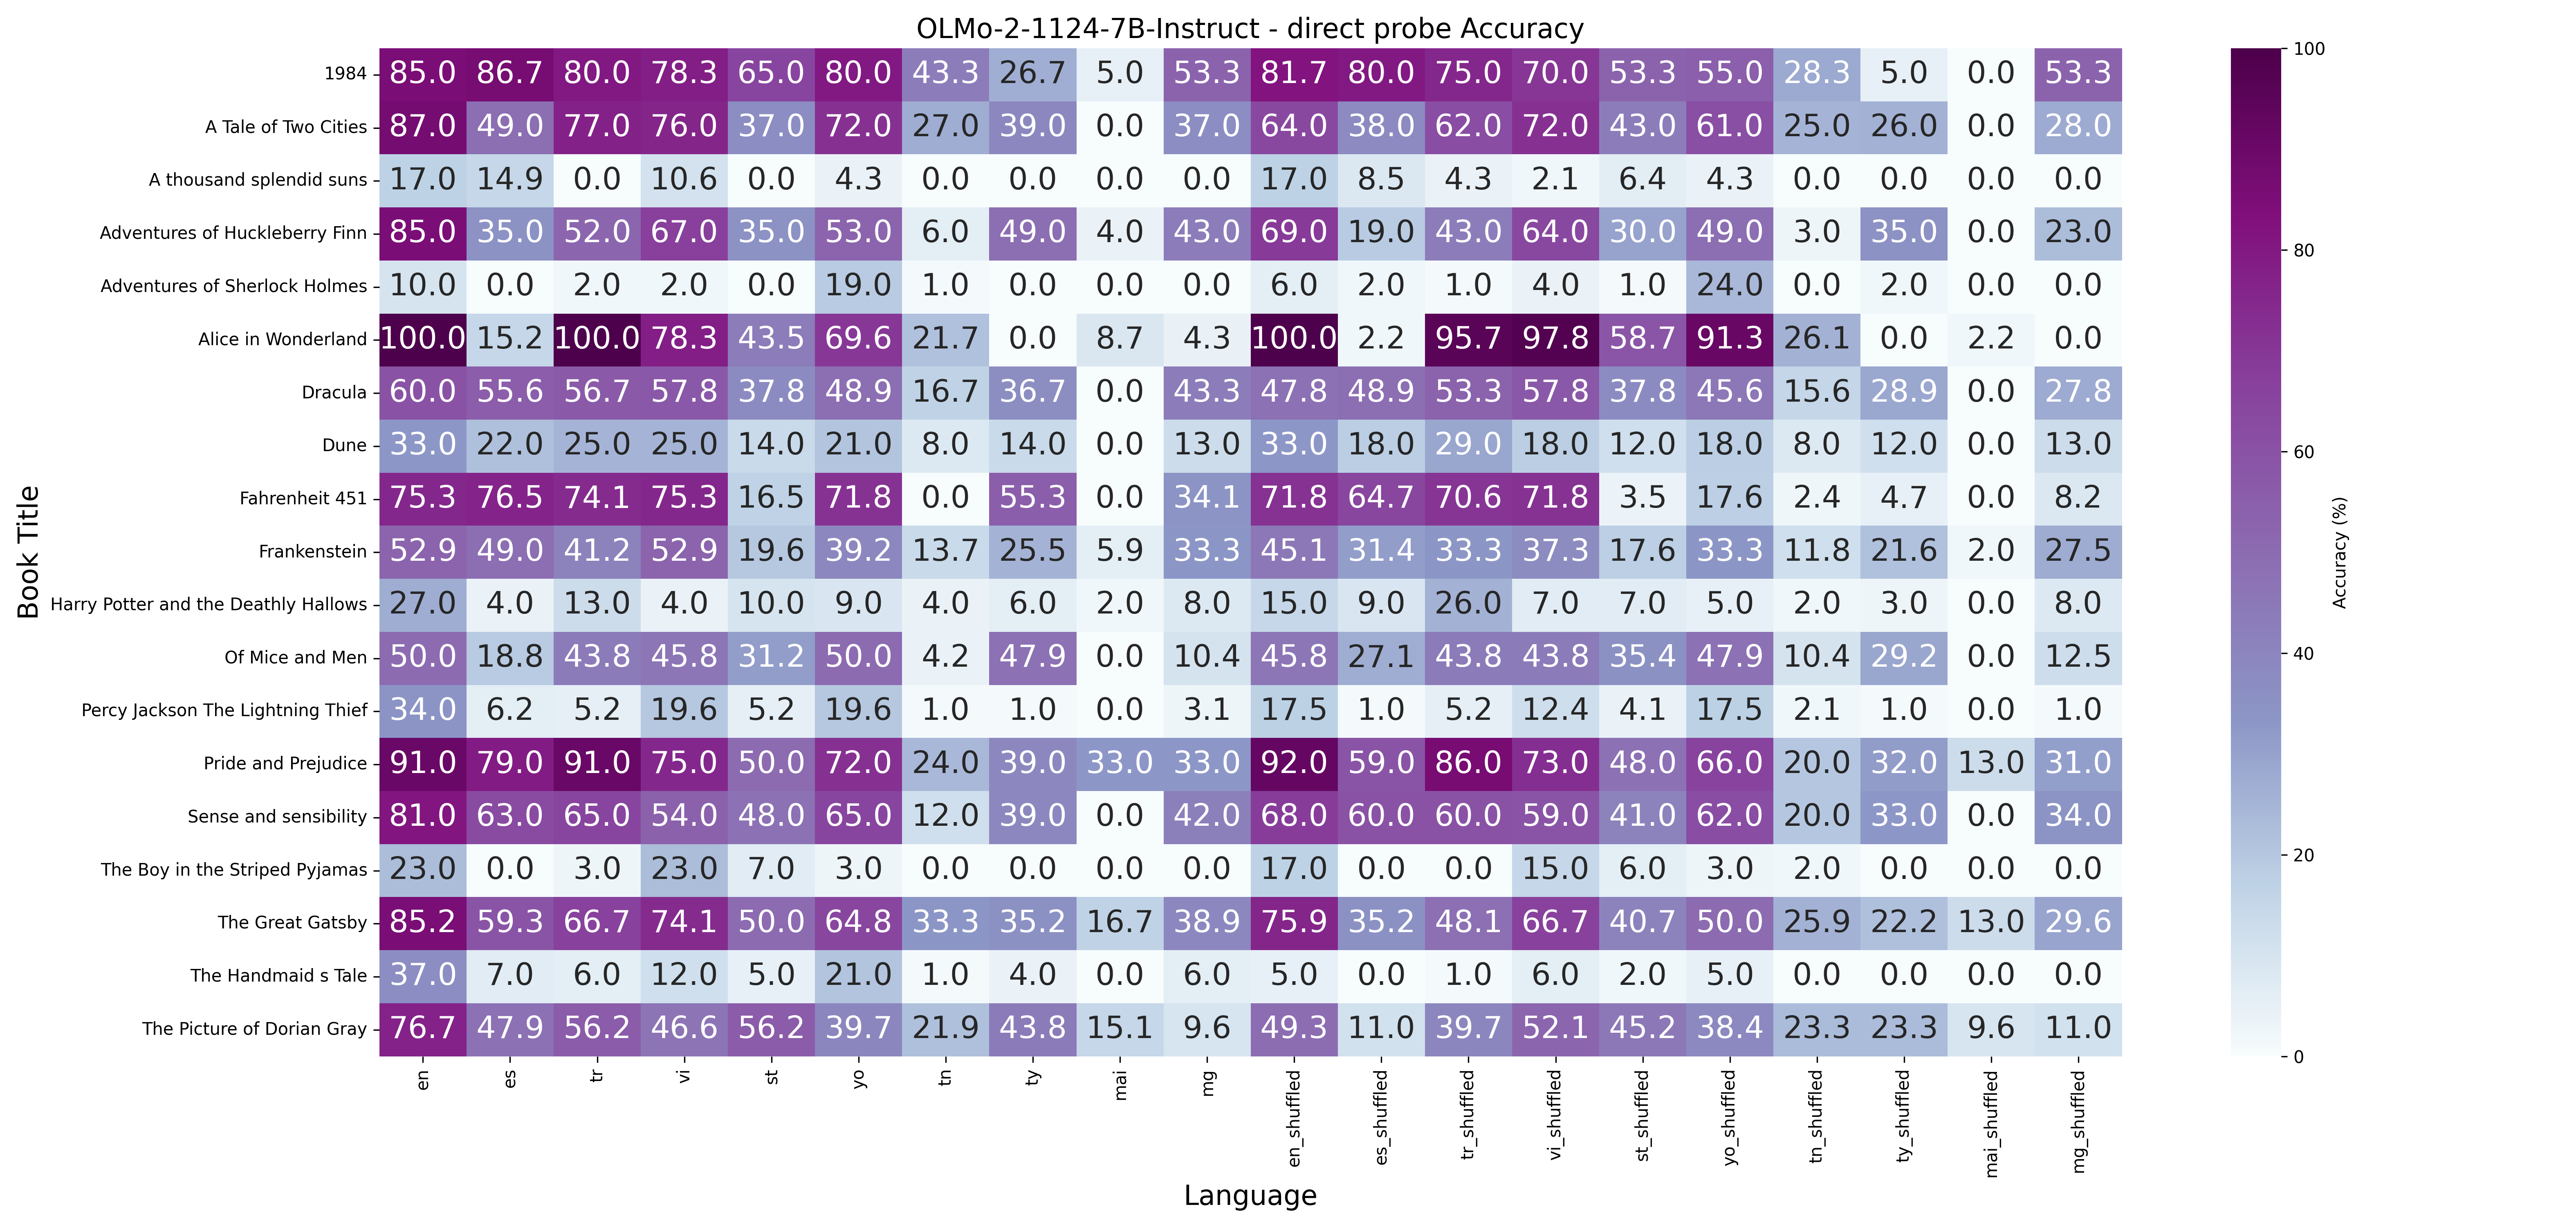 OLMo-2-1124-7B-Instruct - direct probe Accuracy
Book Title
1984 85.0 86.7 80.0 78.3 65.0 80.0 43.3 26.7 5.0 53.3 81.7 80.0 75.0 70.0 53.3 55.0 28.3 5.0 0.0 53.3
A Tale of Two Cities 87.0 49.0 77.0 76.0 37.0 72.0 27.0 39.0 0.0 37.0 64.0 38.0 62.0 72.0 43.0 61.0 25.0 26.0 0.0 28.0
A thousand splendid suns 17.0 14.9 0.0 10.6 0.0 4.3 0.0 0.0 0.0 0.0 17.0 8.5 4.3 2.1 6.4 4.3 0.0 0.0 0.0 0.0
Adventures of Huckleberry Finn 85.0 35.0 52.0 67.0 35.0 53.0 6.0 49.0 4.0 43.0 69.0 19.0 43.0 64.0 30.0 49.0 3.0 35.0 0.0 23.0
Adventures of Sherlock Holmes 10.0 0.0 2.0 2.0 0.0 19.0 1.0 0.0 0.0 0.0 6.0 2.0 1.0 4.0 1.0 24.0 0.0 2.0 0.0 0.0
Alice in Wonderland 100.0 15.2 100.0 78.3 43.5 69.6 21.7 0.0 8.7 4.3 100.0 2.2 95.7 97.8 58.7 91.3 26.1 0.0 2.2 0.0
Dracula 60.0 55.6 56.7 57.8 37.8 48.9 16.7 36.7 0.0 43.3 47.8 48.9 53.3 57.8 37.8 45.6 15.6 28.9 0.0 27.8
Dune 33.0 22.0 25.0 25.0 14.0 21.0 8.0 14.0 0.0 13.0 33.0 18.0 29.0 18.0 12.0 18.0 8.0 12.0 0.0 13.0
Fahrenheit 451 75.3 76.5 74.1 75.3 16.5 71.8 0.0 55.3 0.0 34.1 71.8 64.7 70.6 71.8 3.5 17.6 2.4 4.7 0.0 8.2
Frankenstein 52.9 49.0 41.2 52.9 19.6 39.2 13.7 25.5 5.9 33.3 45.1 31.4 33.3 37.3 17.6 33.3 11.8 21.6 2.0 27.5
Harry Potter and the Deathly Hallows 27.0 4.0 13.0 4.0 10.0 9.0 4.0 6.0 2.0 8.0 15.0 9.0 26.0 7.0 7.0 5.0 2.0 3.0 0.0 8.0
Of Mice and Men 50.0 18.8 43.8 45.8 31.2 50.0 4.2 47.9 0.0 10.4 45.8 27.1 43.8 43.8 35.4 47.9 10.4 29.2 0.0 12.5
Percy Jackson The Lightning Thief 34.0 6.2 5.2 19.6 5.2 19.6 1.0 1.0 0.0 3.1 17.5 1.0 5.2 12.4 4.1 17.5 2.1 1.0 0.0 1.0
Pride and Prejudice 91.0 79.0 91.0 75.0 50.0 72.0 24.0 39.0 33.0 33.0 92.0 59.0 86.0 73.0 48.0 66.0 20.0 32.0 13.0 31.0
Sense and sensibility 81.0 63.0 65.0 54.0 48.0 65.0 12.0 39.0 0.0 42.0 68.0 60.0 60.0 59.0 41.0 62.0 20.0 33.0 0.0 34.0
The Boy in the Striped Pyjamas 23.0 0.0 3.0 23.0 7.0 3.0 0.0 0.0 0.0 0.0 17.0 0.0 0.0 15.0 6.0 3.0 2.0 0.0 0.0 0.0
The Great Gatsby 85.2 59.3 66.7 74.1 50.0 64.8 33.3 35.2 16.7 38.9 75.9 35.2 48.1 66.7 40.7 50.0 25.9 22.2 13.0 29.6
The Handmaid s Tale 37.0 7.0 6.0 12.0 5.0 21.0 1.0 4.0 0.0 6.0 5.0 0.0 1.0 6.0 2.0 5.0 0.0 0.0 0.0 0.0
The Picture of Dorian Gray 76.7 47.9 56.2 46.6 56.2 39.7 21.9 43.8 15.1 9.6 49.3 11.0 39.7 52.1 45.2 38.4 23.3 23.3 9.6 11.0
en es tr vi st yo tn ty mai mg en_shuffled es_shuffled tr_shuffled vi_shuffled st_shuffled yo_shuffled tn_shuffled ty_shuffled mai_shuffled mg_shuffled
Language
100
80
60
40
20
0
Accuracy (%)